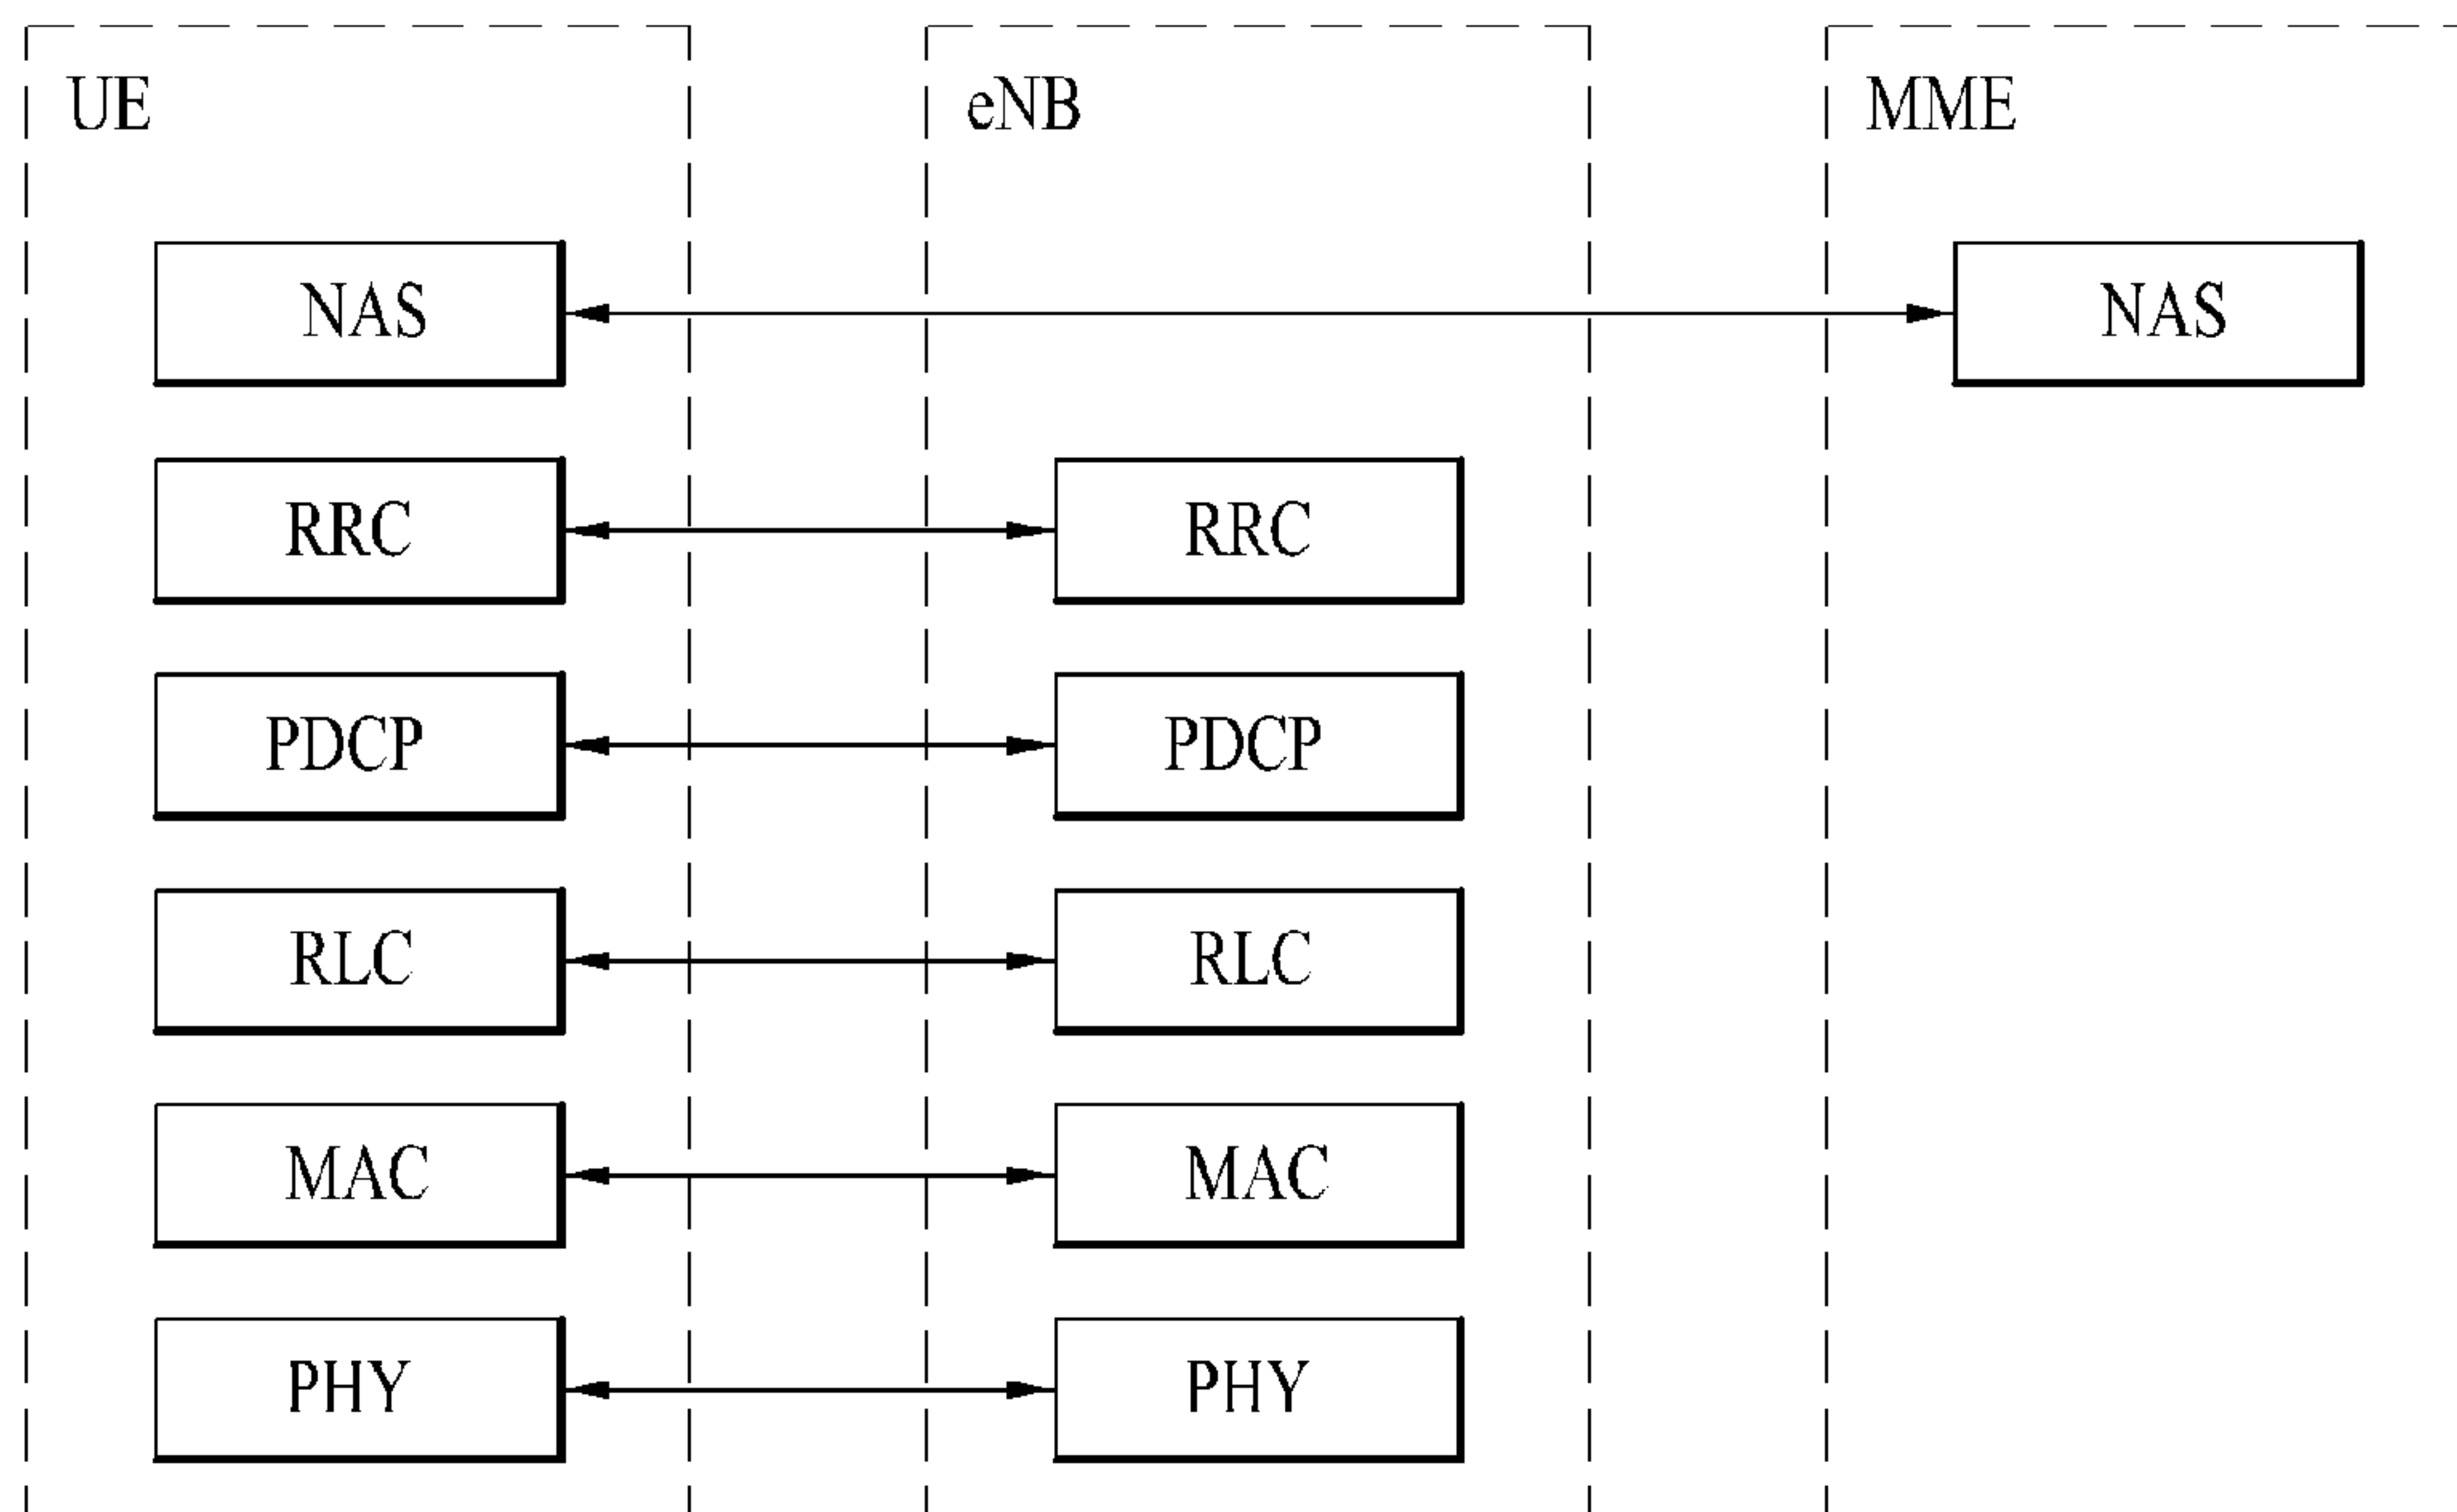 UE eNB MME
NAS NAS
RRC RRC
PDCP PDCP
RLC RLC
MAC MAC
PHY PHY